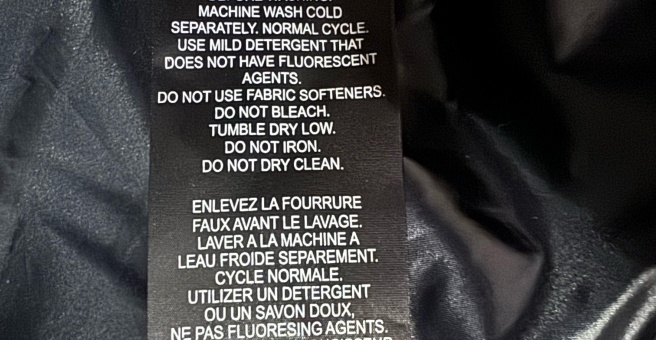 BEFORE WASHING.
MACHINE WASH COLD
SEPARATELY. NORMAL CYCLE.
USE MILD DETERGENT THAT
DOES NOT HAVE FLUORESCENT
AGENTS.
DO NOT USE FABRIC SOFTENERS.
DO NOT BLEACH.
TUMBLE DRY LOW.
DO NOT IRON.
DO NOT DRY CLEAN.
ENLEVEZ LA FOURRURE
FAUX AVANT LE LAVAGE.
LAVER A LA MACHINE A
LEAU FROIDE SEPAREMENT.
CYCLE NORMALE.
UTILIZER UN DETERGENT
OU UN SAVON DOUX,
NE PAS FLUORESING AGENTS.